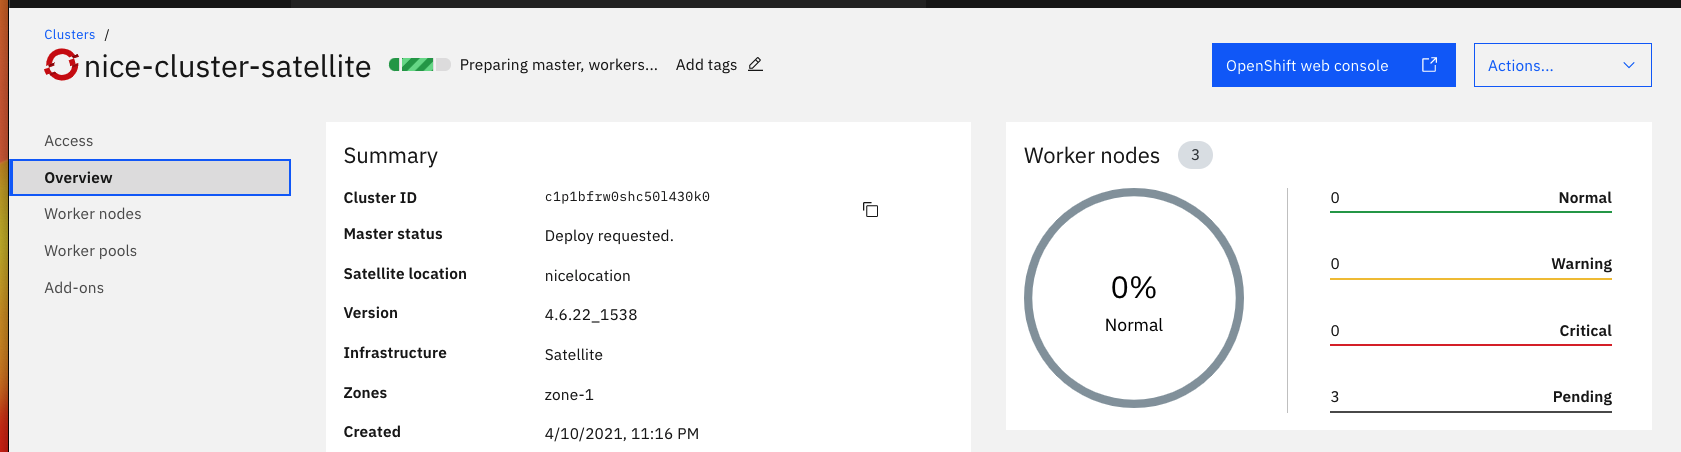 Clusters /
nice-cluster-satellite Preparing master, workers... Add tags
OpenShift web console
Actions...
Access
Overview
Worker nodes
Worker pools
Add-ons
Summary
Cluster ID c1p1bfrw0shc50l430k0
Master status Deploy requested.
Satellite location nicelocation
Version 4.6.22_1538
Infrastructure Satellite
Zones zone-1
Created 4/10/2021, 11:16 PM
Worker nodes 3
0%
Normal
0 Normal
0 Warning
0 Critical
3 Pending